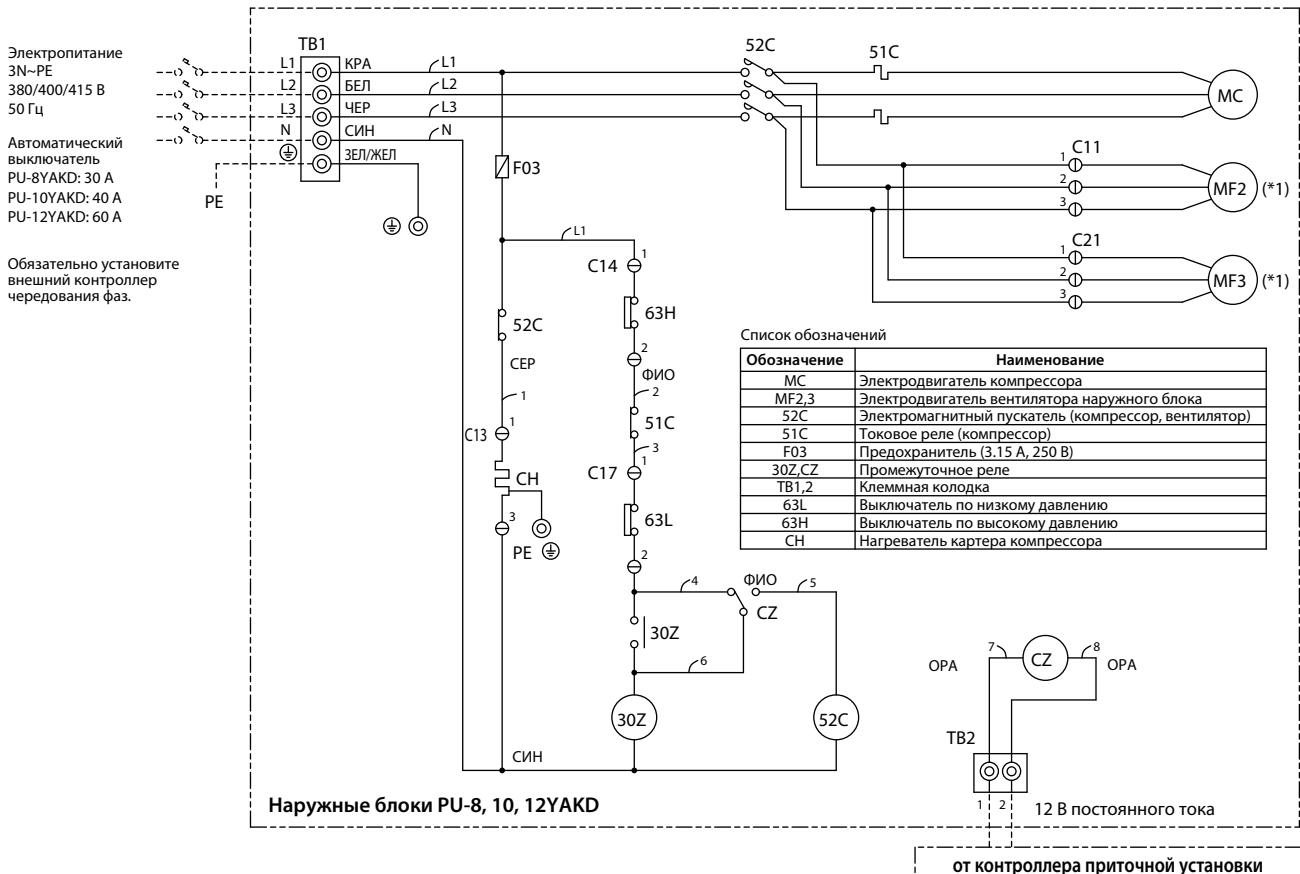 Электропитание
3N~PE
380/400/415 В
50 Гц
Автоматический
выключатель
PU-8YAKD: 30 А
PU-10YAKD: 40 А
PU-12YAKD: 60 А
Обязательно установите
внешний контроллер
чередования фаз.
TB1
L1 КРА L1
L2 БЕЛ L2
L3 ЧЕР L3
N СИН N
ЗЕЛ/ЖЕЛ
PE
52C
51C
MC
F03
C11
1
2
3
MF2 (*1)
C21
1
2
3
MF3 (*1)
L1
C14 1
63H
2
ФИО
2
51C
3
C17 1
63L
2
52C
СЕР
1
C13 1
CH
3
PE
4 ФИО 5
CZ
30Z
6
30Z
52C
СИН
Список обозначений
Обозначение Наименование
MC Электродвигатель компрессора
MF2,3 Электродвигатель вентилятора наружного блока
52C Электромагнитный пускатель (компрессор, вентилятор)
51C Токовое реле (компрессор)
F03 Предохранитель (3.15 А, 250 В)
30Z,CZ Промежуточное реле
TB1,2 Клеммная колодка
63L Выключатель по низкому давлению
63H Выключатель по высокому давлению
CH Нагреватель картера компрессора
7 CZ 8
ОРА ОРА
TB2
1 2
12 В постоянного тока
Наружные блоки PU-8, 10, 12YAKD
от контроллера приточной установки